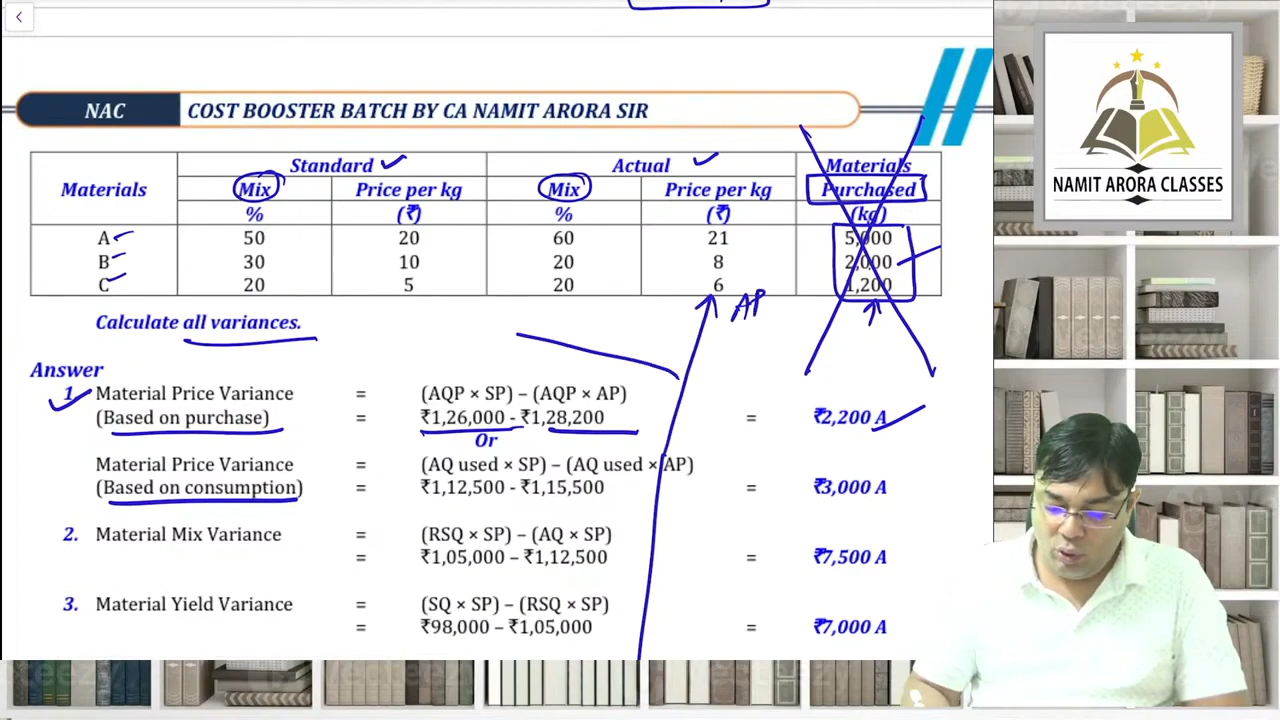 NAC COST BOOSTER BATCH BY CA NAMIT ARORA SIR
NAMIT ARORA CLASSES
Materials Standard Actual Materials Purchased (kg)
Mix Price per kg Mix Price per kg
% (₹) % (₹)
A 50 20 60 21 5,000
B 30 10 20 8 2,000
C 20 5 20 6 1,200
AP
Calculate all variances.
Answer
1. Material Price Variance = (AQP × SP) – (AQP × AP)
(Based on purchase) = ₹1,26,000 - ₹1,28,200 = ₹2,200 A
Or
Material Price Variance = (AQ used × SP) – (AQ used × AP)
(Based on consumption) = ₹1,12,500 - ₹1,15,500 = ₹3,000 A
2. Material Mix Variance = (RSQ × SP) – (AQ × SP)
= ₹1,05,000 – ₹1,12,500 = ₹7,500 A
3. Material Yield Variance = (SQ × SP) – (RSQ × SP)
= ₹98,000 – ₹1,05,000 = ₹7,000 A